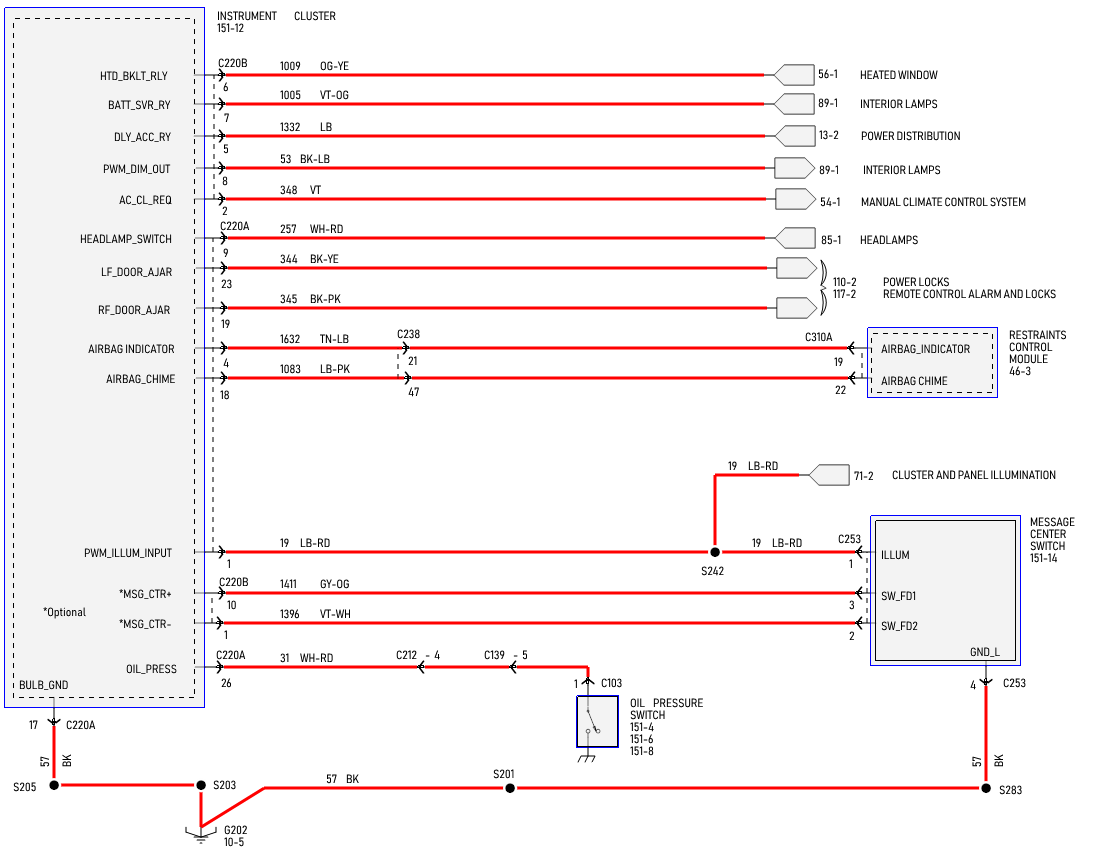 INSTRUMENT CLUSTER
151-12
HTD_BKLT_RLY C220B 6 1009 OG-YE 56-1 HEATED WINDOW
BATT_SVR_RY 7 1005 VT-OG 89-1 INTERIOR LAMPS
DLY_ACC_RY 5 1332 LB 13-2 POWER DISTRIBUTION
PWM_DIM_OUT 8 53 BK-LB 89-1 INTERIOR LAMPS
AC_CL_REQ 2 348 VT 54-1 MANUAL CLIMATE CONTROL SYSTEM
HEADLAMP_SWITCH C220A 9 257 WH-RD 85-1 HEADLAMPS
LF_DOOR_AJAR 23 344 BK-YE
110-2 POWER LOCKS
117-2 REMOTE CONTROL ALARM AND LOCKS
RF_DOOR_AJAR 19 345 BK-PK
AIRBAG INDICATOR 4 1632 TN-LB C238 21 C310A 19 AIRBAG_INDICATOR
AIRBAG_CHIME 18 1083 LB-PK 47 22 AIRBAG CHIME
RESTRAINTS
CONTROL
MODULE
46-3
19 LB-RD 71-2 CLUSTER AND PANEL ILLUMINATION
PWM_ILLUM_INPUT 1 19 LB-RD S242 19 LB-RD C253 1 ILLUM
MESSAGE
CENTER
SWITCH
151-14
*MSG_CTR+ C220B 10 1411 GY-OG 3 SW_FD1
*Optional
*MSG_CTR- 1 1396 VT-WH 2 SW_FD2
OIL_PRESS C220A 26 31 WH-RD C212 - 4 C139 - 5
GND_L
4 C253
BULB_GND
1 C103
OIL PRESSURE
SWITCH
151-4
151-6
151-8
17 C220A
57 BK
57 BK
S205
S203
57 BK
S201
S283
G202
10-5